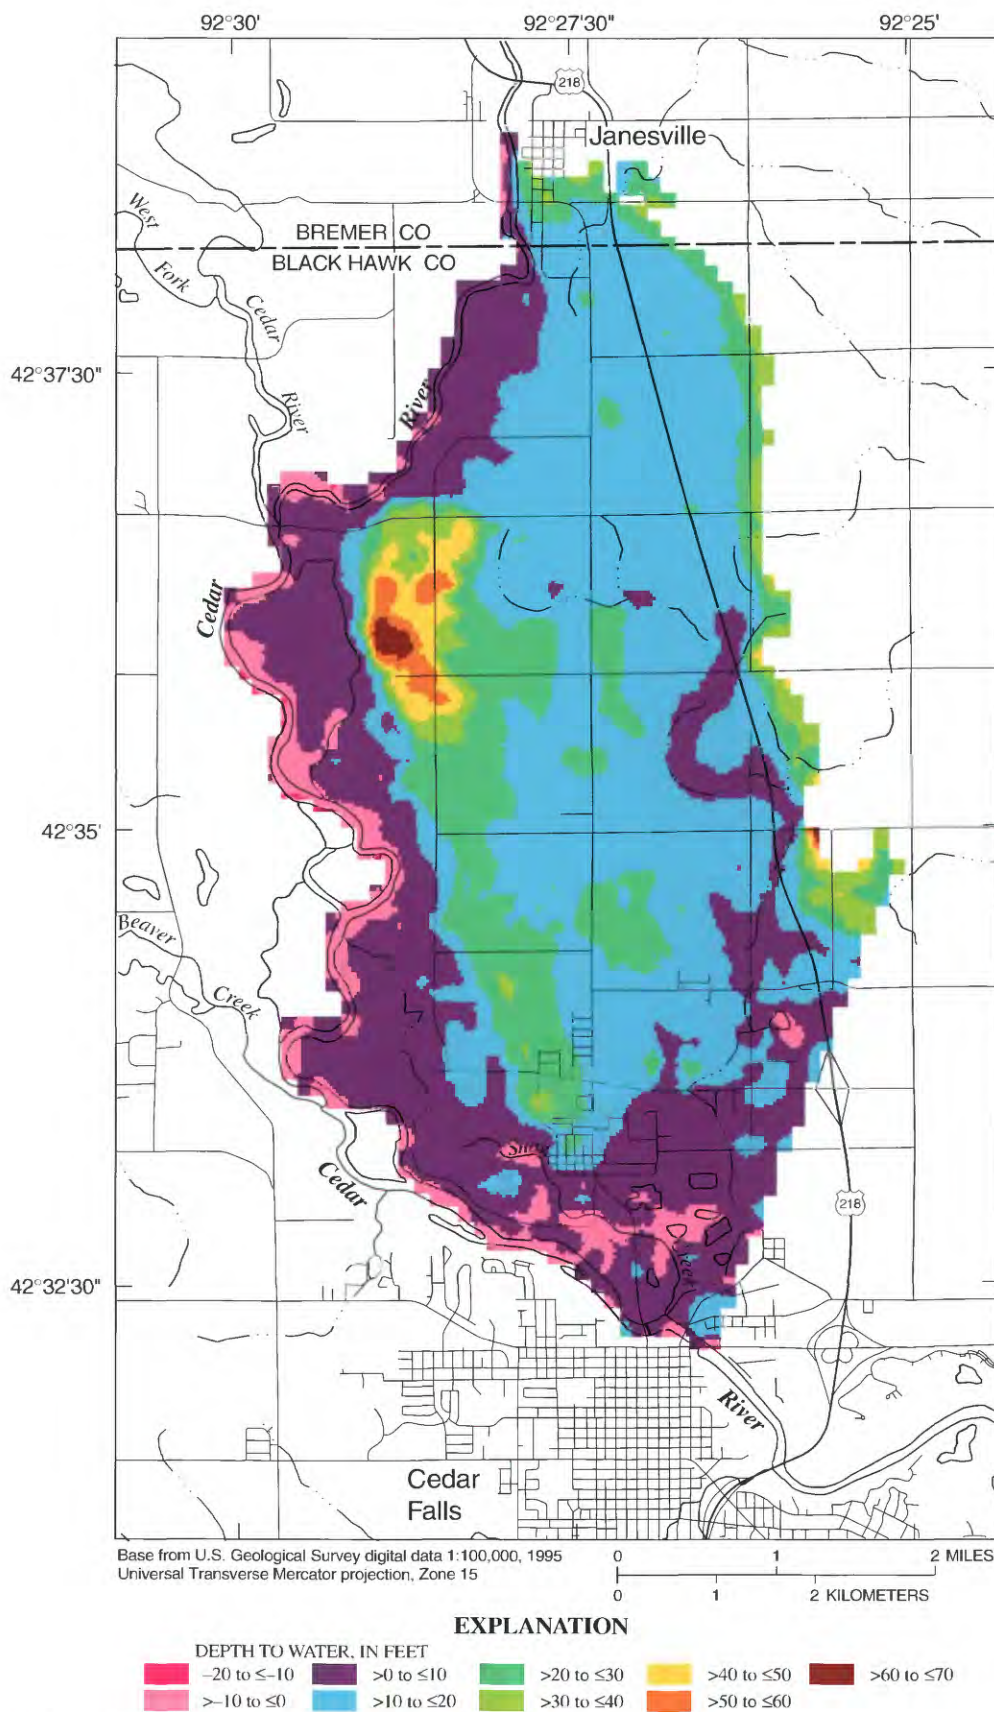 92°30' 92°27'30" 92°25'
218
Janesville
West
Fork
BREMER CO
BLACK HAWK CO
Cedar
River
42°37'30"
River
Cedar
42°35'
Beaver
Creek
Cedar
218
42°32'30"
River
Cedar
Falls
Base from U.S. Geological Survey digital data 1:100,000, 1995
Universal Transverse Mercator projection, Zone 15
0 1 2 MILES
0 1 2 KILOMETERS
EXPLANATION
DEPTH TO WATER, IN FEET
–20 to ≤–10 >0 to ≤10 >20 to ≤30 >40 to ≤50 >60 to ≤70
>–10 to ≤0 >10 to ≤20 >30 to ≤40 >50 to ≤60